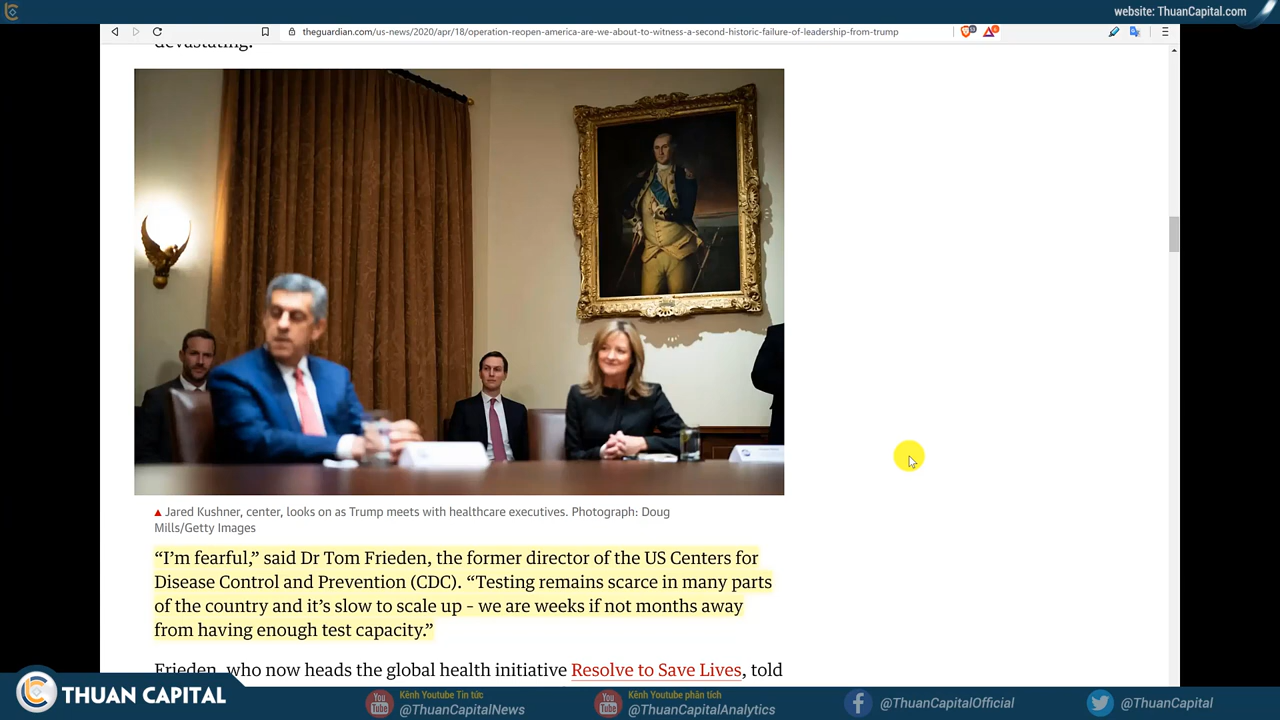 website: ThuanCapital.com
theguardian.com/us-news/2020/apr/18/operation-reopen-america-are-we-about-to-witness-a-second-historic-failure-of-leadership-from-trump
devastating.
Jared Kushner, center, looks on as Trump meets with healthcare executives. Photograph: Doug
Mills/Getty Images
“I’m fearful,” said Dr Tom Frieden, the former director of the US Centers for
Disease Control and Prevention (CDC). “Testing remains scarce in many parts
of the country and it’s slow to scale up – we are weeks if not months away
from having enough test capacity.”
Frieden, who now heads the global health initiative Resolve to Save Lives, told
THUAN CAPITAL
You Tube
Kênh Youtube Tin tức
@ThuanCapitalNews
You Tube
Kênh Youtube phân tích
@ThuanCapitalAnalytics
@ThuanCapitalOfficial
@ThuanCapital